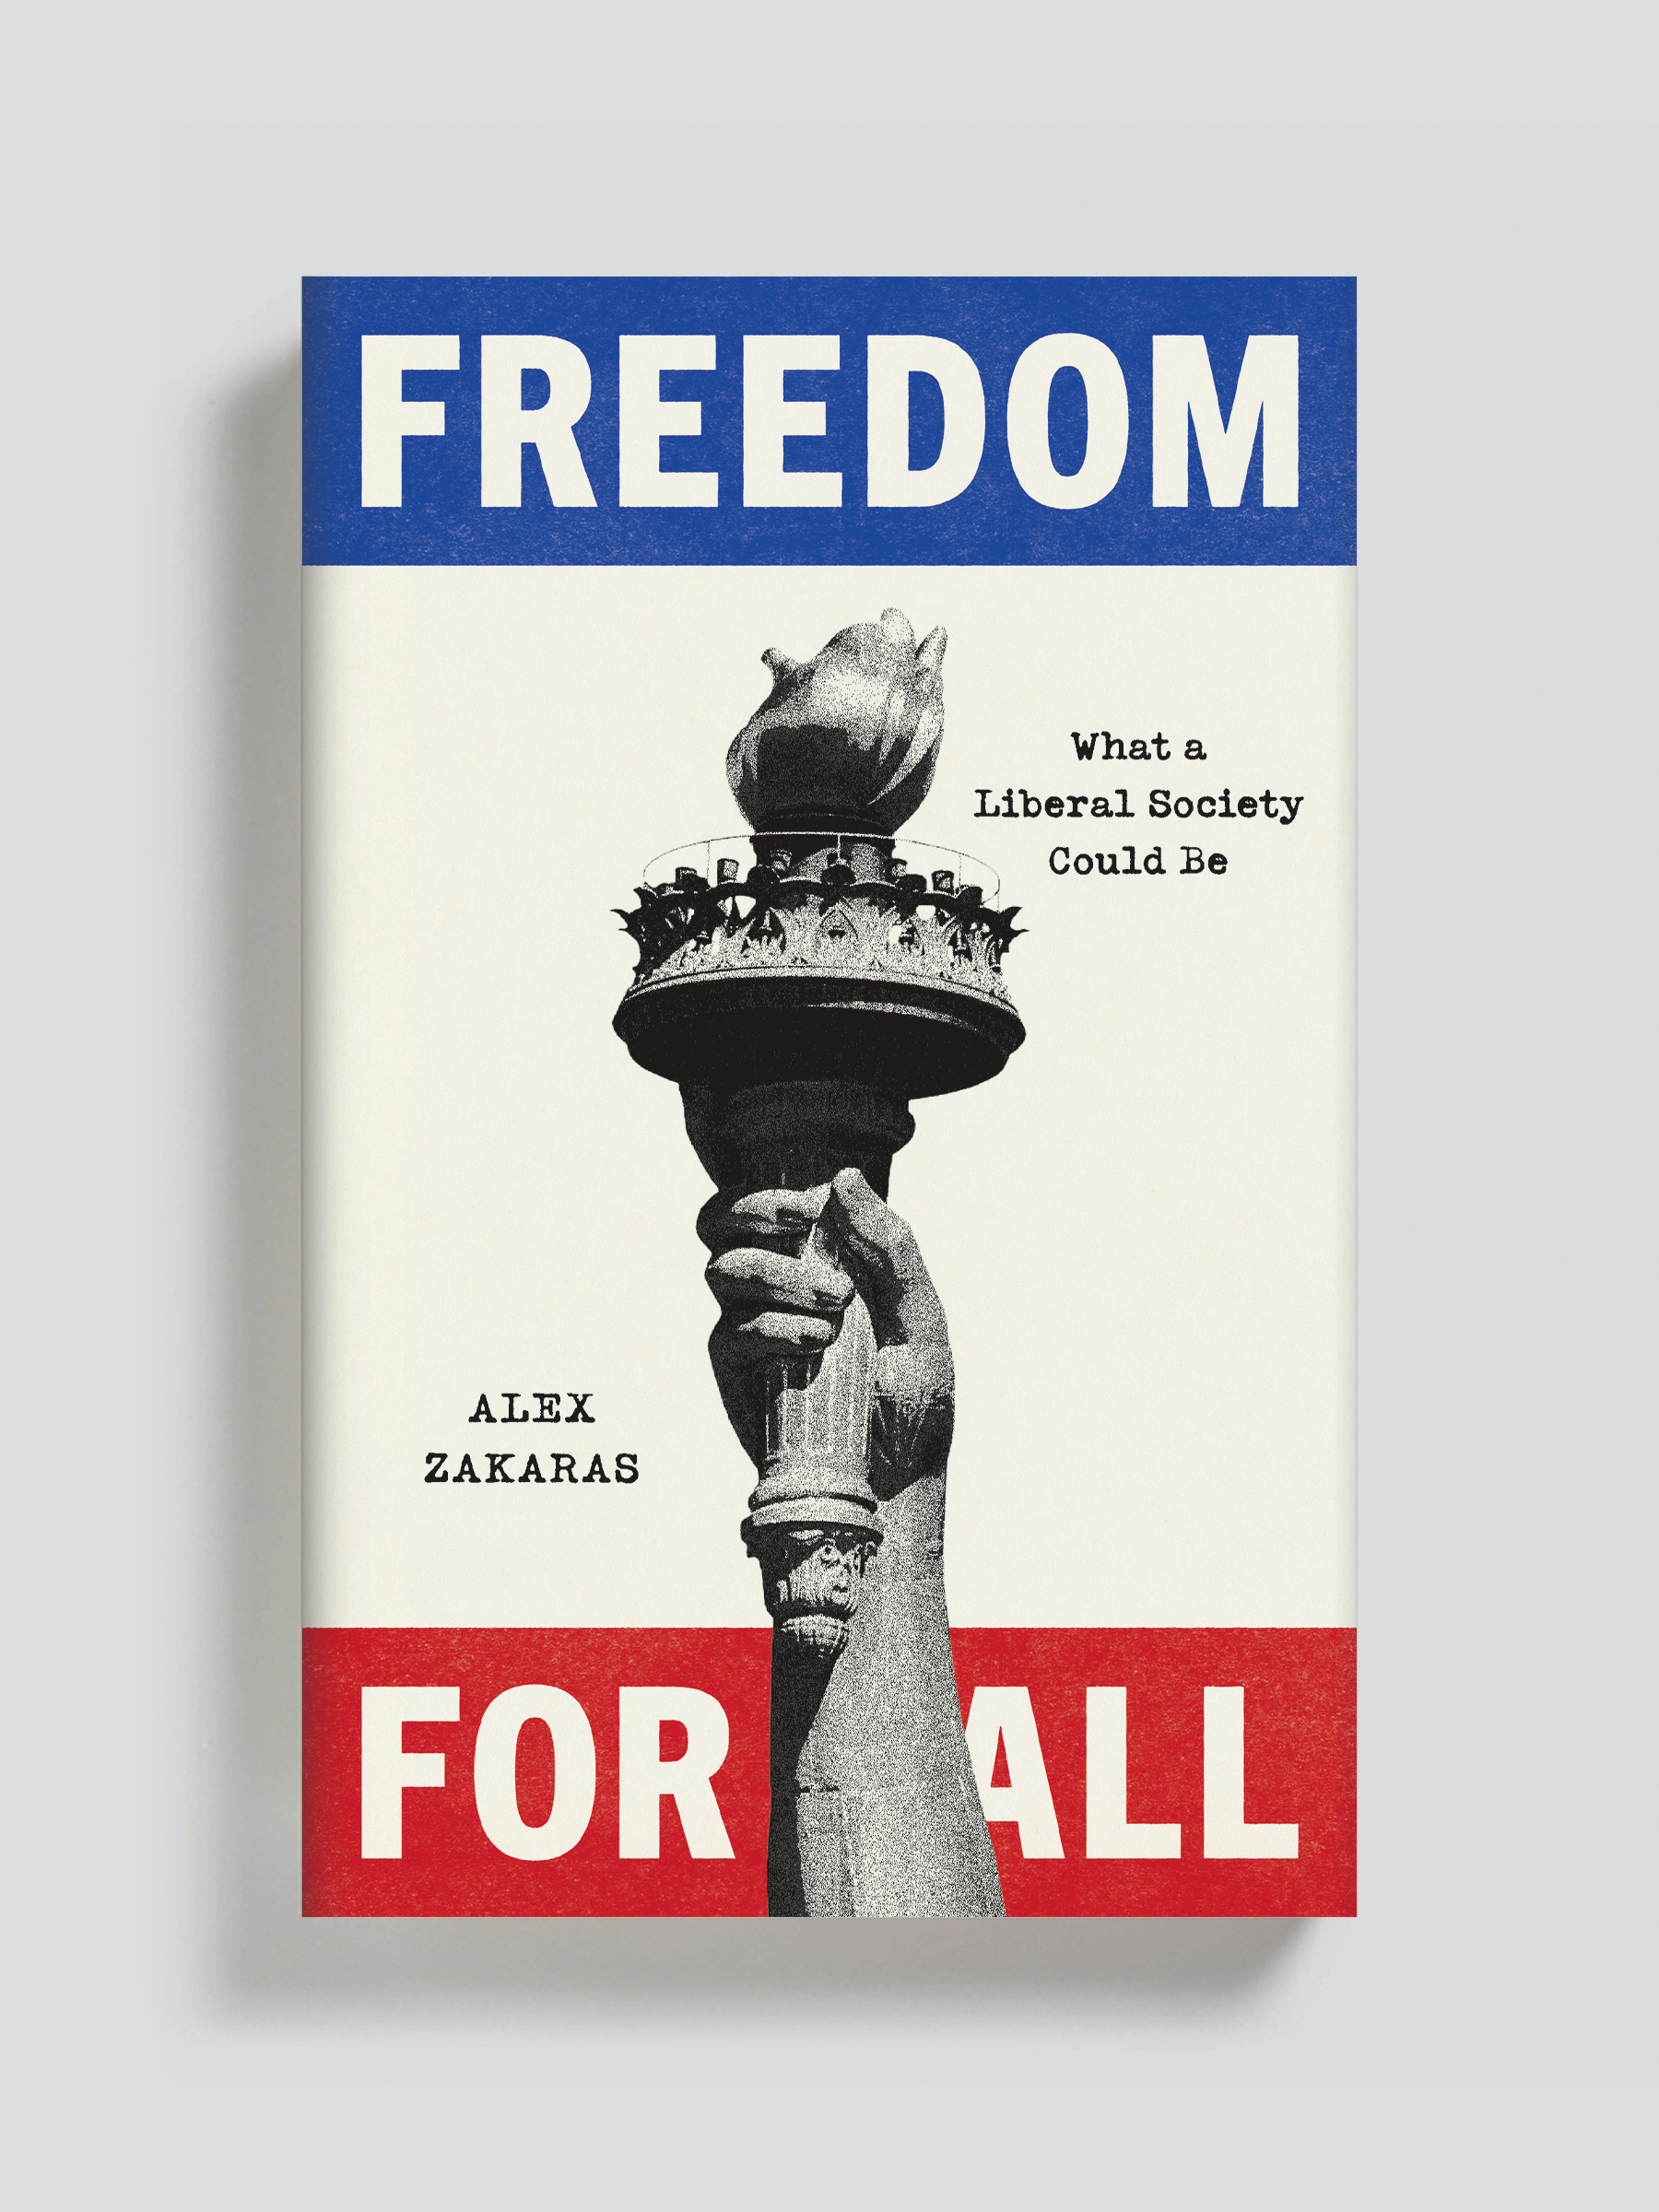 FREEDOM
What a
Liberal Society
Could Be
ALEX
ZAKARAS
FOR ALL